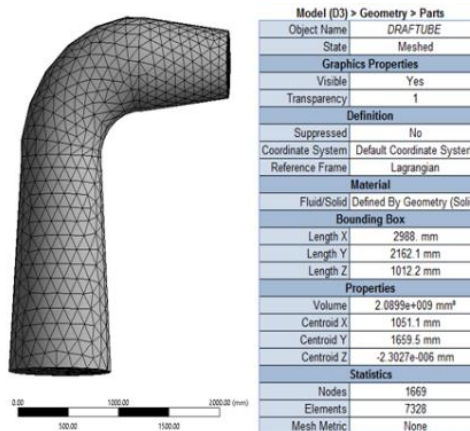 Model (D3) > Geometry > Parts
Object Name DRAFTUBE
State Meshed
Graphics Properties
Visible Yes
Transparency 1
Definition
Suppressed No
Coordinate System Default Coordinate System
Reference Frame Lagrangian
Material
Fluid/Solid Defined By Geometry (Soli
Bounding Box
Length X 2988. mm
Length Y 2162.1 mm
Length Z 1012.2 mm
Properties
Volume 2.0899e+009 mm³
Centroid X 1051.1 mm
Centroid Y 1659.5 mm
Centroid Z -2.3027e-006 mm
Statistics
Nodes 1669
Elements 7328
Mesh Metric None
0.00 1000.00 2000.00 (mm)
500.00 1500.00